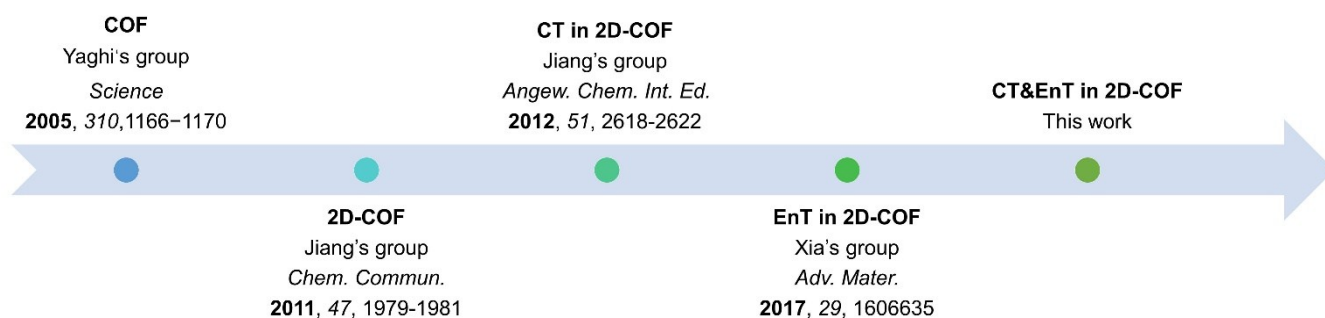 COF
Yaghi's group
Science
2005, 310,1166−1170
2D-COF
Jiang's group
Chem. Commun.
2011, 47, 1979-1981
CT in 2D-COF
Jiang's group
Angew. Chem. Int. Ed.
2012, 51, 2618-2622
EnT in 2D-COF
Xia's group
Adv. Mater.
2017, 29, 1606635
CT&EnT in 2D-COF
This work